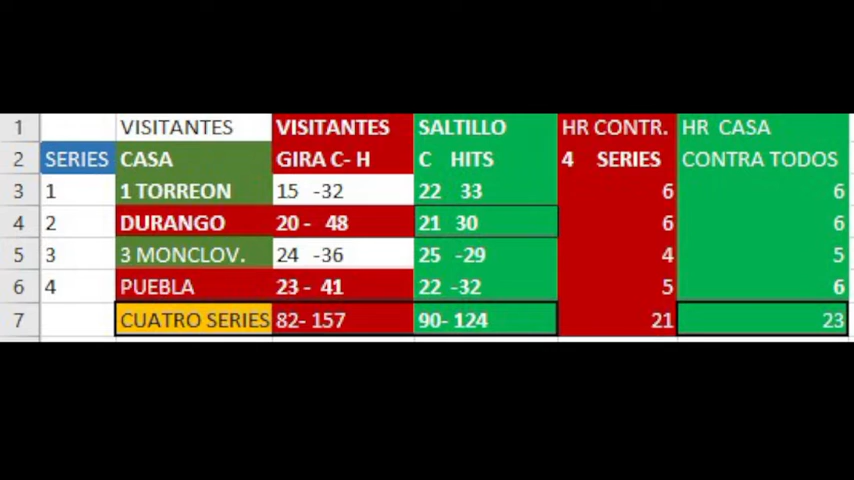 1 VISITANTES VISITANTES SALTILLO HR CONTR. HR CASA
2 SERIES CASA GIRA C- H C HITS 4 SERIES CONTRA TODOS
3 1 1 TORREON 15 -32 22 33 6 6
4 2 DURANGO 20 - 48 21 30 6 6
5 3 3 MONCLOV. 24 -36 25 -29 4 5
6 4 PUEBLA 23 - 41 22 -32 5 6
7 CUATRO SERIES 82- 157 90- 124 21 23